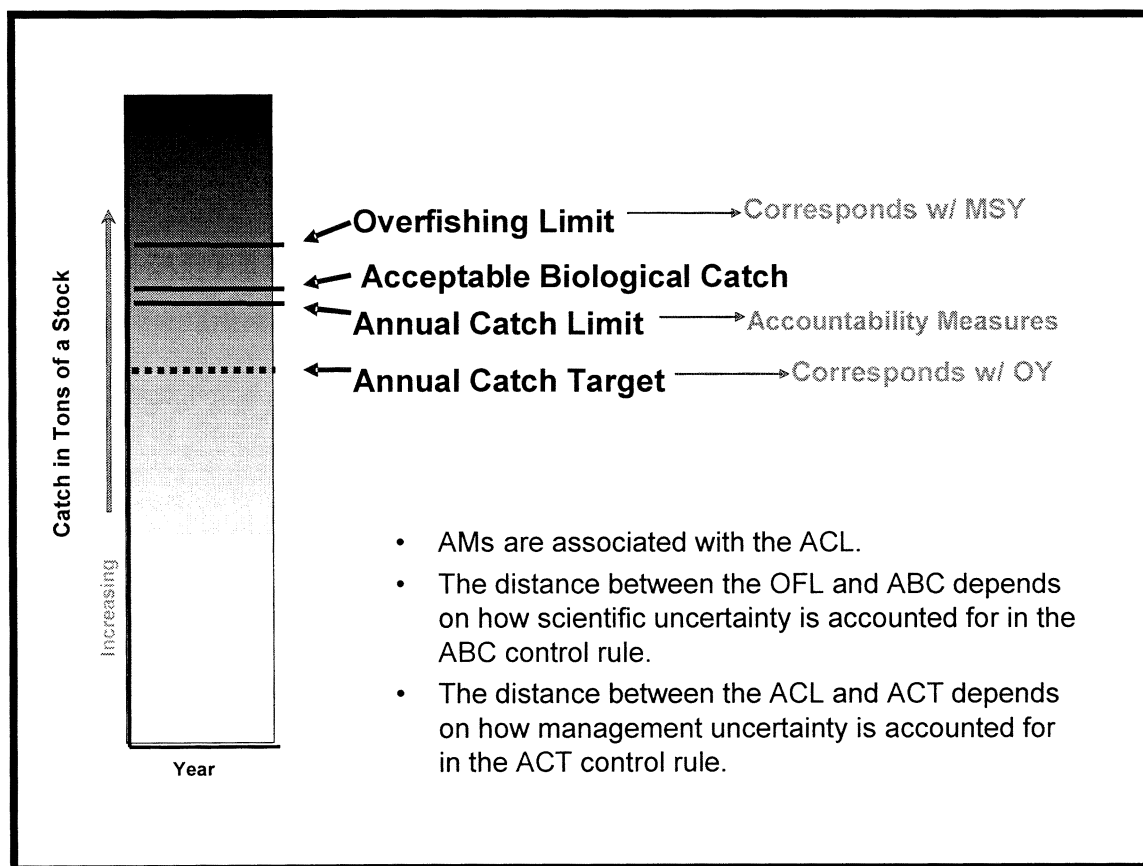 Overfishing Limit
Corresponds w/ MSY
Acceptable Biological Catch
Annual Catch Limit
Accountability Measures
Annual Catch Target
Corresponds w/ OY
Catch in Tons of a Stock
Increasing
Year
• AMs are associated with the ACL.
• The distance between the OFL and ABC depends
on how scientific uncertainty is accounted for in the
ABC control rule.
• The distance between the ACL and ACT depends
on how management uncertainty is accounted for
in the ACT control rule.